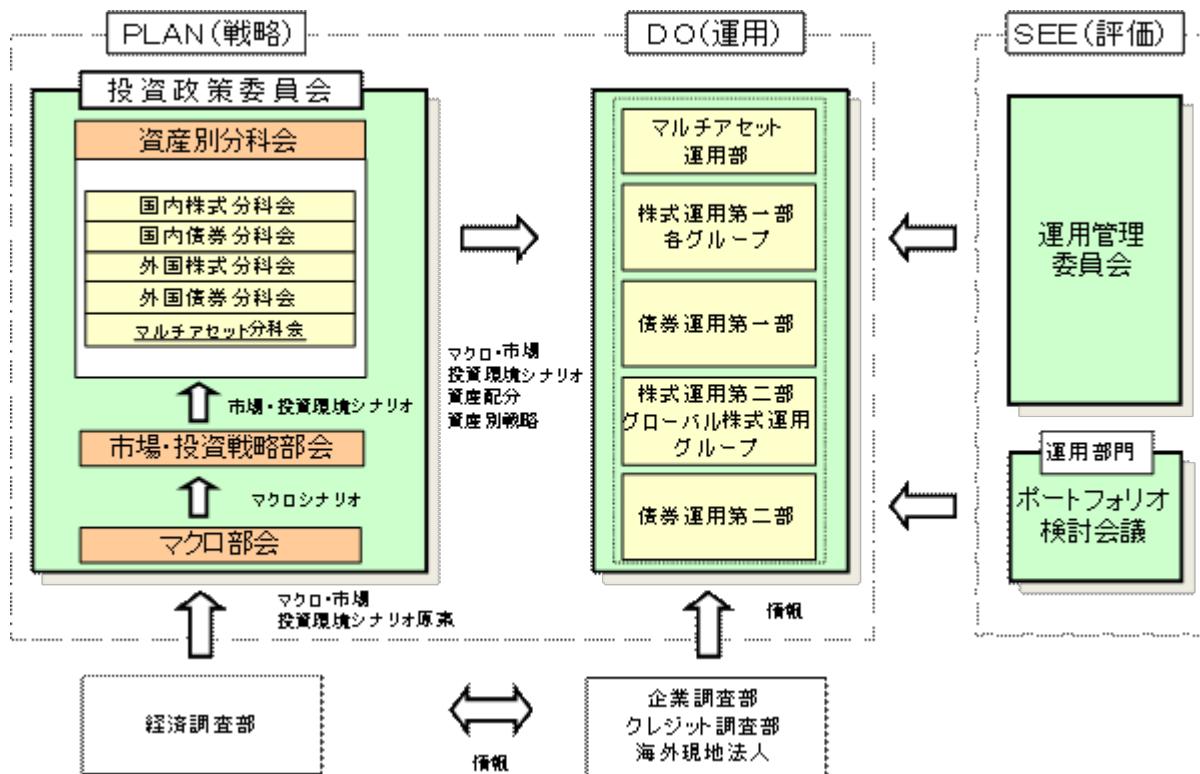 PLAN(戦略)
投資政策委員会
資産別分科会
国内株式分科会
国内債券分科会
外国株式分科会
外国債券分科会
マルチアセット分科会
市場・投資環境シナリオ
市場・投資戦略部会
マクロシナリオ
マクロ部会
マクロ・市場
投資環境シナリオ
資産配分
資産別戦略
DO(運用)
マルチアセット
運用部
株式運用第一部
各グループ
債券運用第一部
株式運用第二部
グローバル株式運用
グループ
債券運用第二部
SEE(評価)
運用管理
委員会
運用部門
ポートフォリオ
検討会議
マクロ・市場
投資環境シナリオ原案
情報
経済調査部
情報
企業調査部
クレジット調査部
海外現地法人